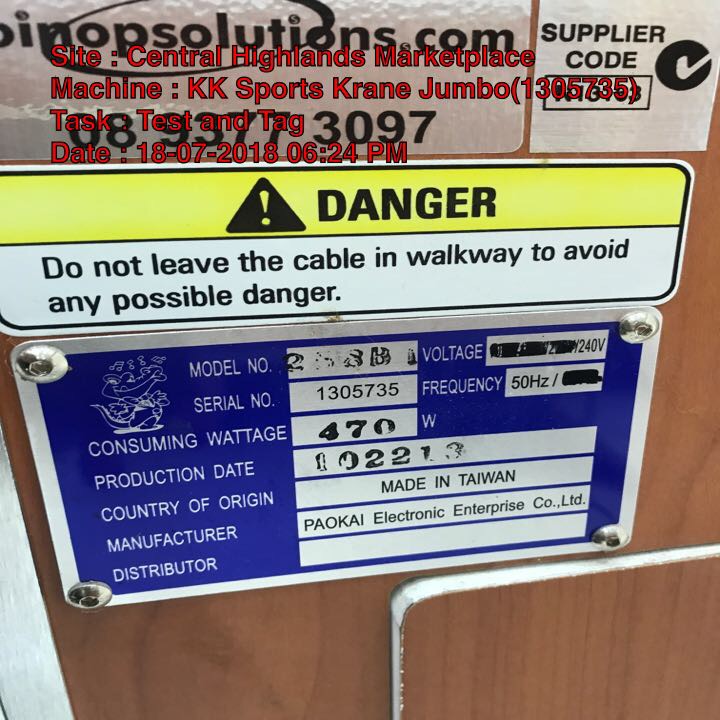 Site : Central Highlands Marketplace
Machine : KK Sports Krane Jumbo(1305735)
Task : Test and Tag
Date : 18-07-2018 06:24 PM
oinopsolutions.com
3097
SUPPLIER
CODE
DANGER
Do not leave the cable in walkway to avoid
any possible danger.
MODEL NO.
VOLTAGE /240V
SERIAL NO. 1305735
FREQUENCY 50Hz /
CONSUMING WATTAGE 470 W
PRODUCTION DATE 102213
COUNTRY OF ORIGIN MADE IN TAIWAN
MANUFACTURER PAOKAI Electronic Enterprise Co.,Ltd.
DISTRIBUTOR